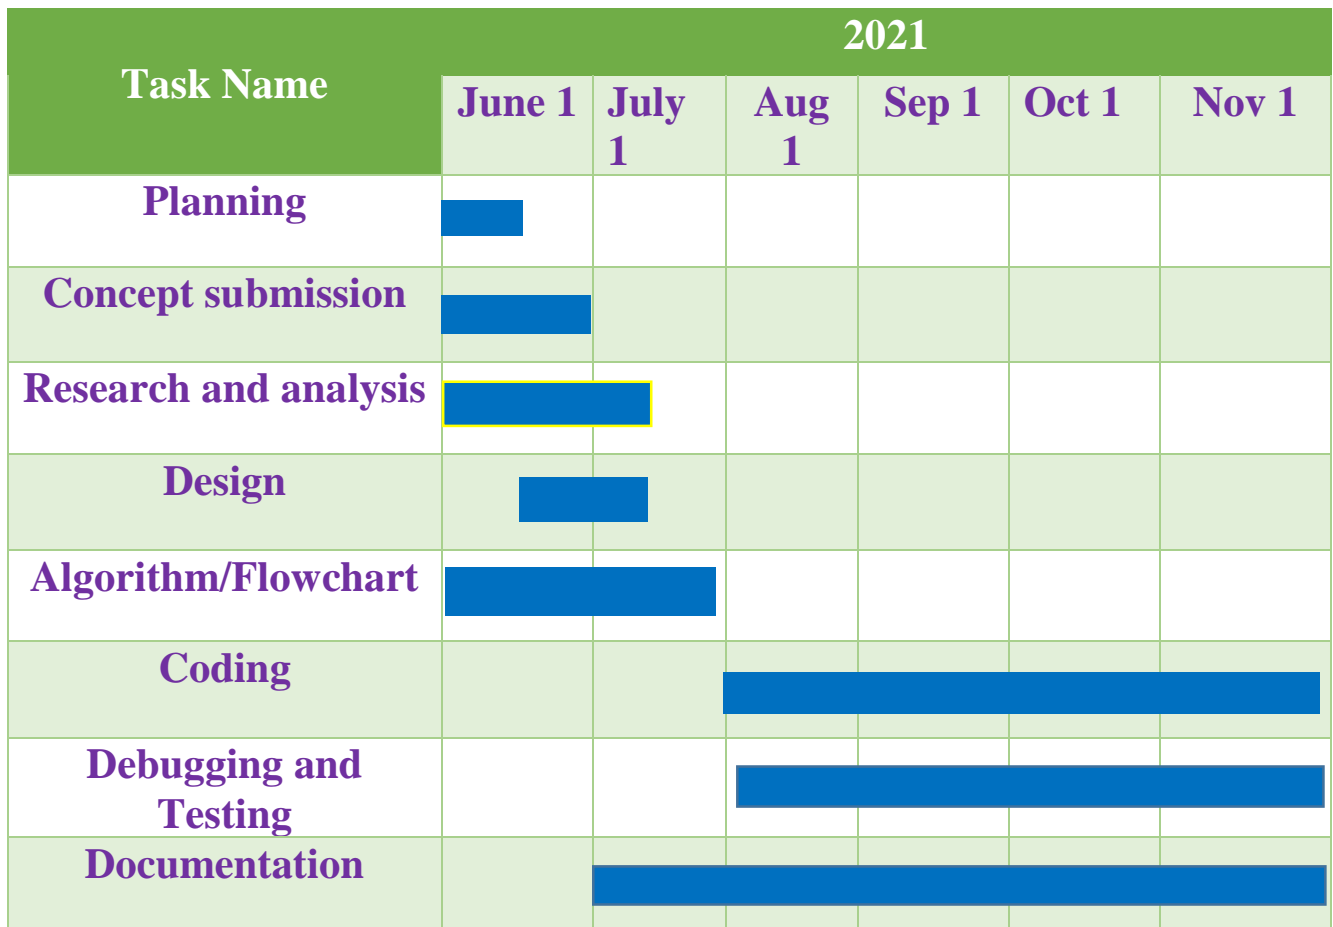 2021
Task Name
June 1
July
1
Aug
1
Sep 1
Oct 1
Nov 1
Planning
Concept submission
Research and analysis
Design
Algorithm/Flowchart
Coding
Debugging and
Testing
Documentation